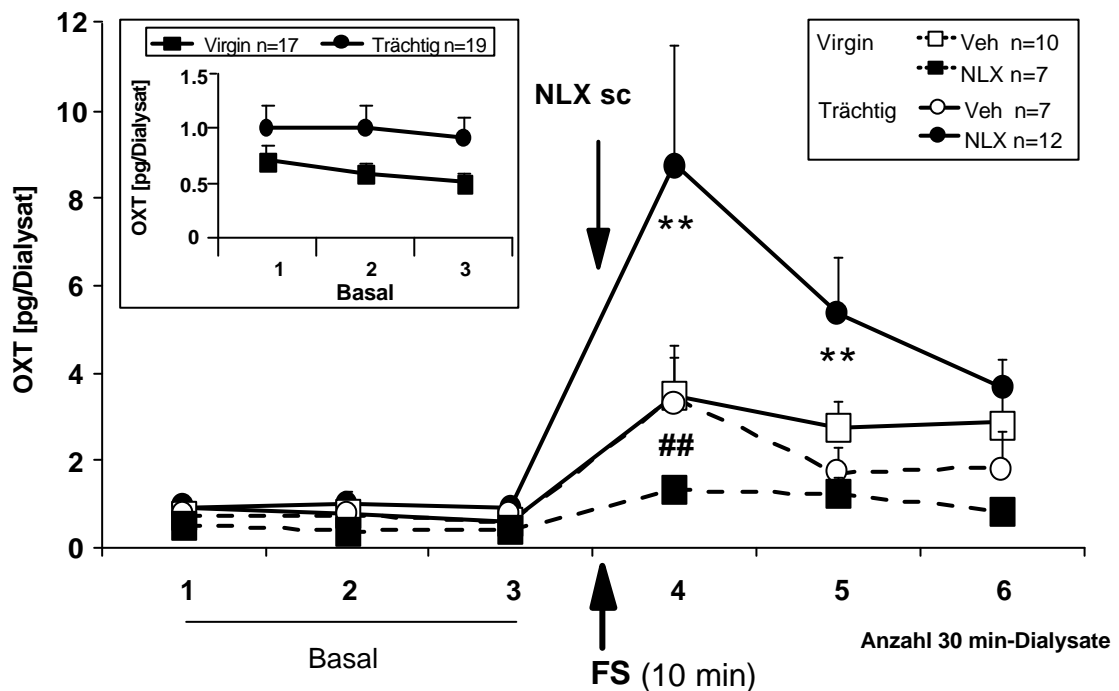 12
10
8
6
4
2
0
OXT [pg/Dialysat]
Virgin n=17
Trächtig n=19
1.5
1.0
0.5
0
OXT [pg/Dialysat]
1 2 3
Basal
NLX sc
Virgin Veh n=10
NLX n=7
Trächtig Veh n=7
NLX n=12
**
**
##
1 2 3 4 5 6
Basal
FS (10 min)
Anzahl 30 min-Dialysate